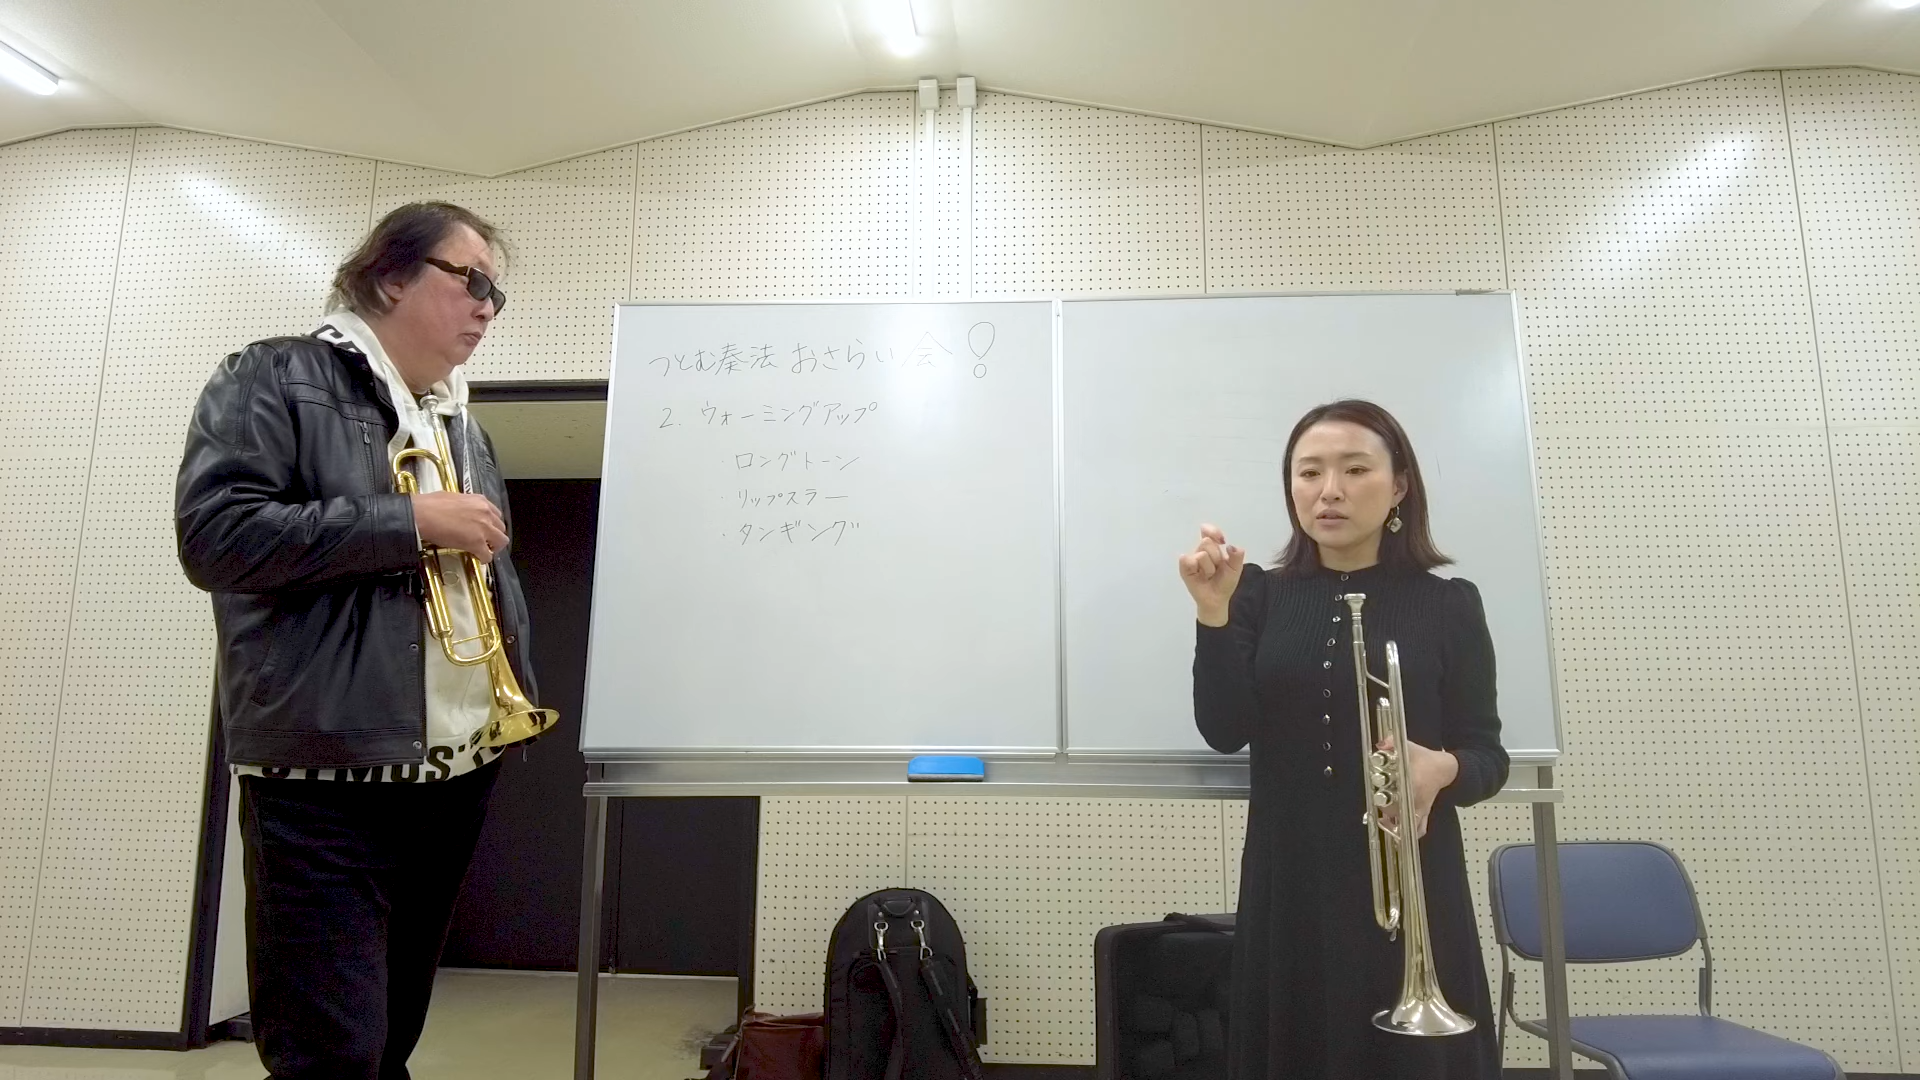 つとむ奏法 おさらい会!
2. ウォーミングアップ
・ロングトーン
・リップスラー
・タンギング